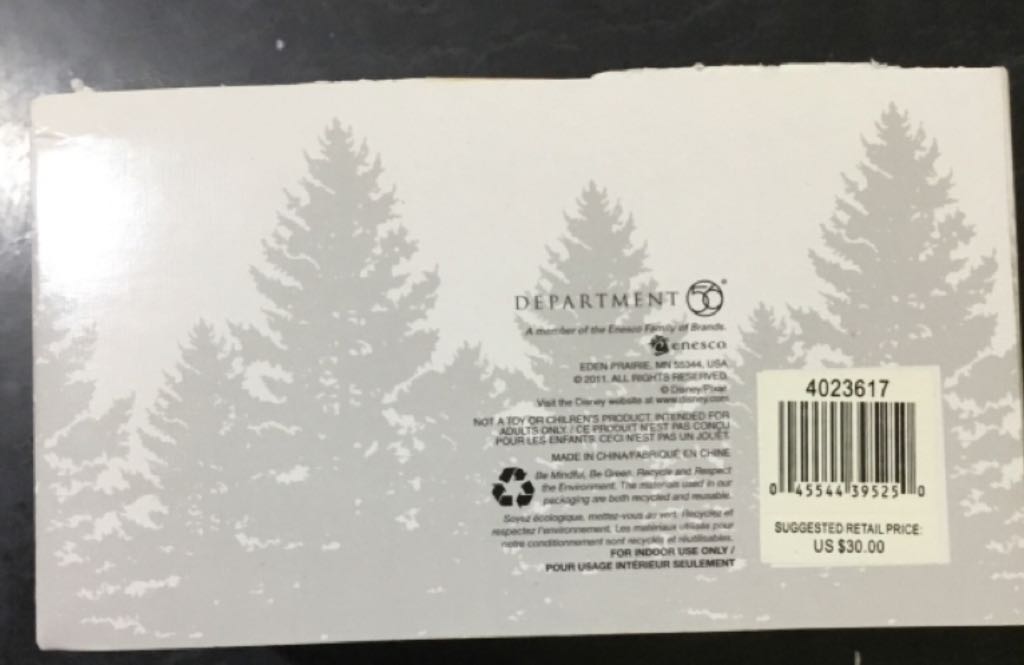 DEPARTMENT 56®
A member of the Enesco Family of Brands.
enesco
EDEN PRAIRIE, MN 55344, USA
© 2011. ALL RIGHTS RESERVED.
© Disney/Pixar
Visit the Disney website at www.disney.com
NOT A TOY OR CHILREN'S PRODUCT. INTENDED FOR
ADULTS ONLY. / CE PRODUIT N'EST PAS CONÇU
POUR LES ENFANTS. CECI N'EST PAS UN JOUET.
MADE IN CHINA/FABRIQUÉ EN CHINE
Be Mindful, Be Green. Recycle and Respect
the Environment. The materials used in our
packaging are both recycled and reusable.
Soyez écologique, mettez-vous au vert. Recyclez et
respectez l'environnement. Les matériaux utilisés pour
notre conditionnement sont recyclés et réutilisables.
FOR INDOOR USE ONLY /
POUR USAGE INTÉRIEUR SEULEMENT
4023617
0 45544 39525 0
SUGGESTED RETAIL PRICE:
US $30.00